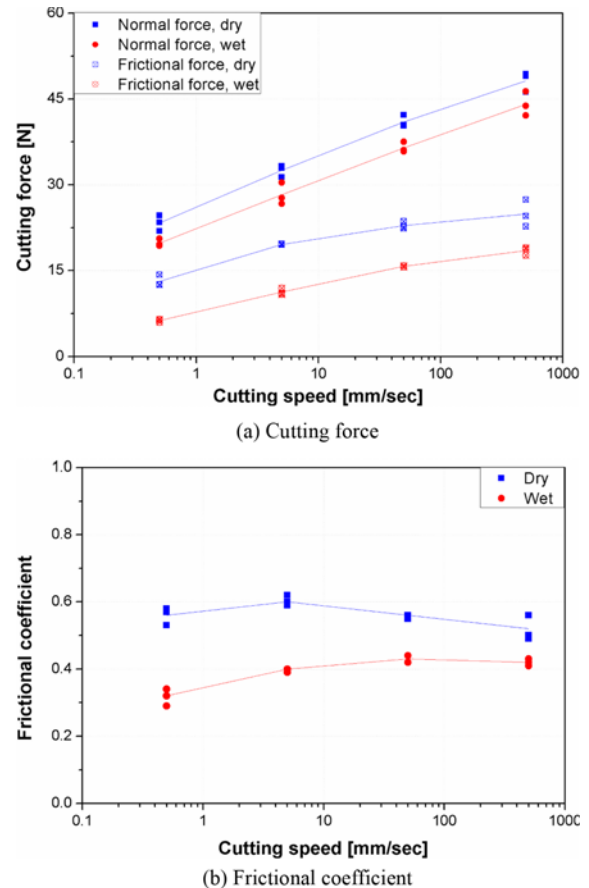 60
Normal force, dry
Normal force, wet
Frictional force, dry
Frictional force, wet
45
30
15
0
Cutting force [N]
0.1 1 10 100 1000
Cutting speed [mm/sec]
(a) Cutting force
1.0
Dry
Wet
0.8
0.6
0.4
0.2
0.0
Frictional coefficient
0.1 1 10 100 1000
Cutting speed [mm/sec]
(b) Frictional coefficient